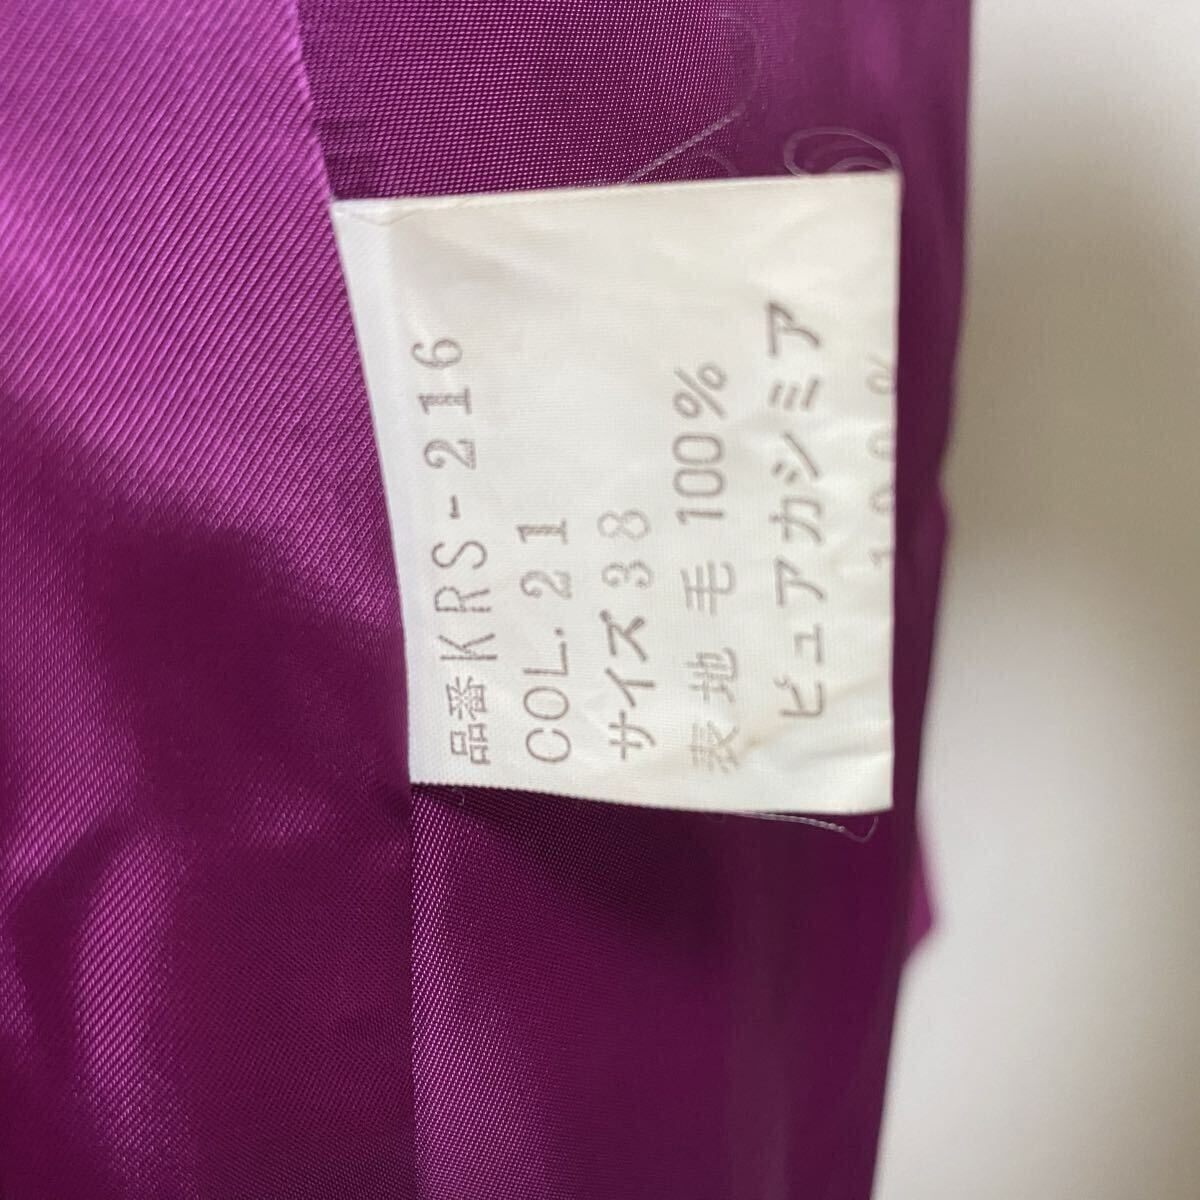 品番KRS-216
COL.21
サイズ38
表地 毛 100%
ピュアカシミア
100%